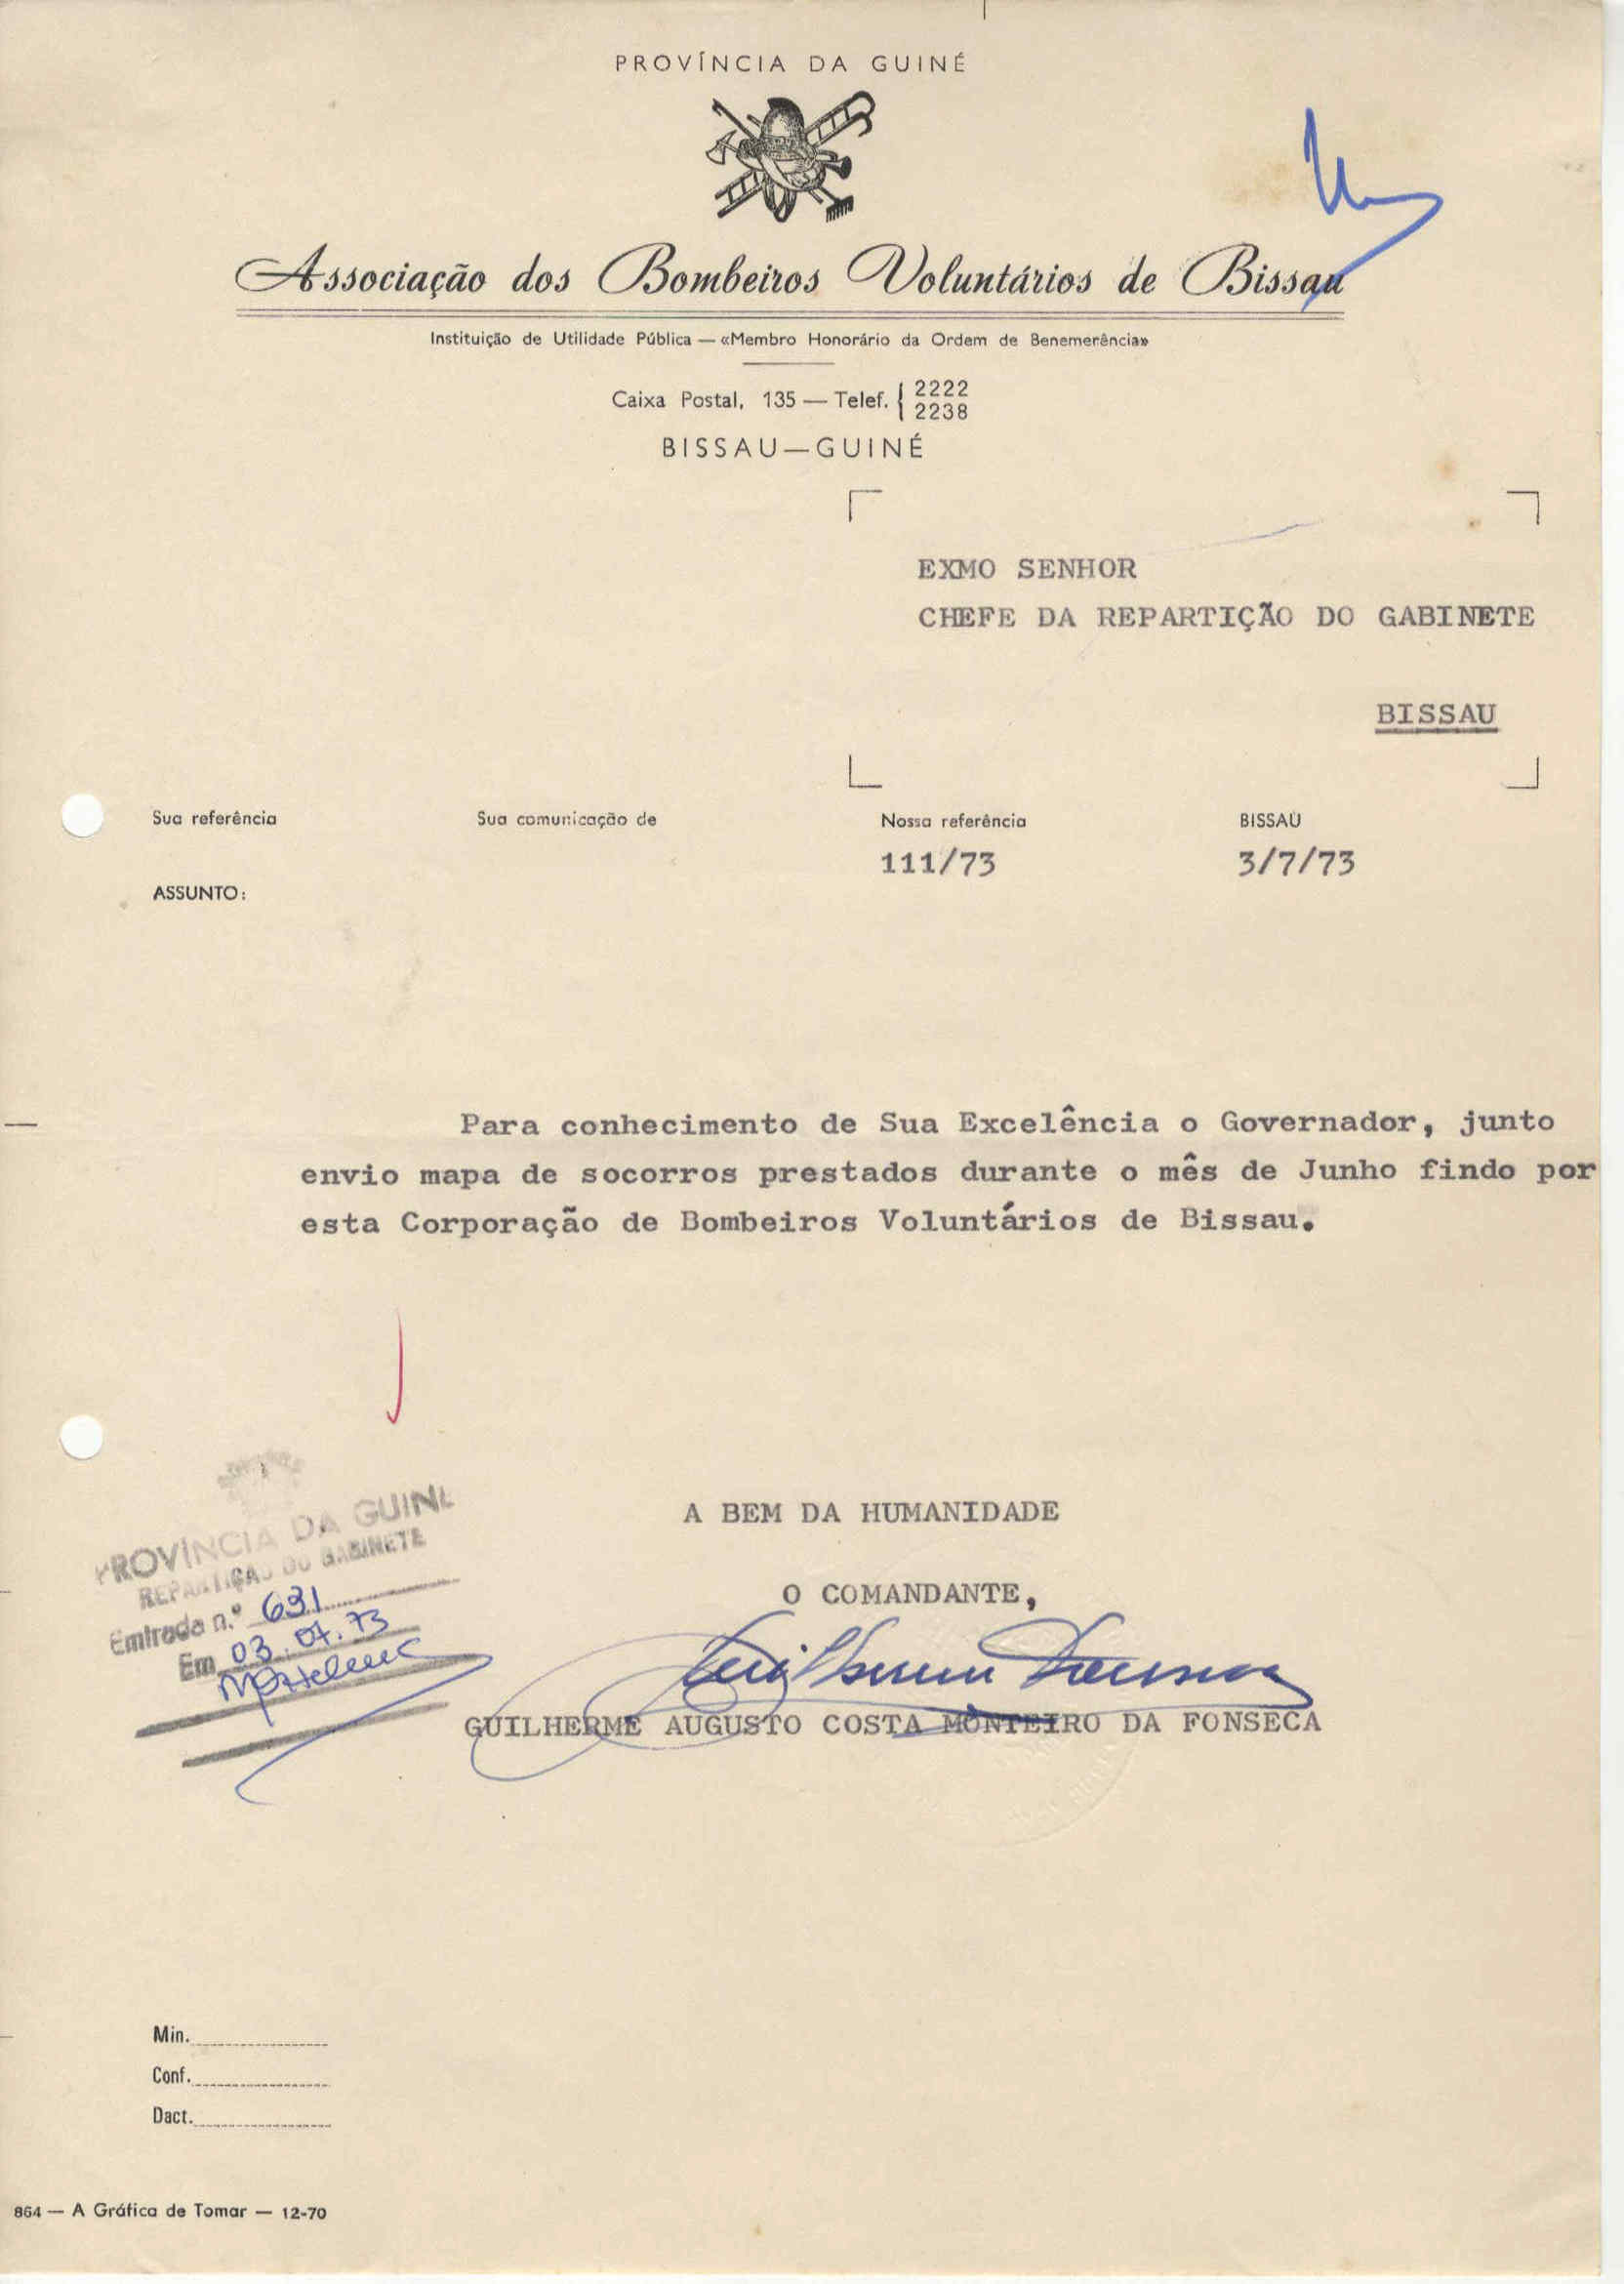 PROVÍNCIA DA GUINÉ
Associação dos Bombeiros Voluntários de Bissau
Instituição de Utilidade Pública — «Membro Honorário da Ordem de Benemerência»
Caixa Postal, 135 — Telef. { 2222
2238
BISSAU — GUINÉ
EXMO SENHOR
CHEFE DA REPARTIÇÃO DO GABINETE
BISSAU
Sua referência Sua comunicação de Nossa referência BISSAU
111/73 3/7/73
ASSUNTO:
Para conhecimento de Sua Excelência o Governador, junto
envio mapa de socorros prestados durante o mês de Junho findo por
esta Corporação de Bombeiros Voluntários de Bissau.
A BEM DA HUMANIDADE
O COMANDANTE,
GUILHERME AUGUSTO COSTA MONTEIRO DA FONSECA
PROVÍNCIA DA GUINÉ
REPARTIÇÃO DO GABINETE
Entrada n.º 631
Em 03.07.73
Min.
Conf.
Dact.
864 — A Gráfica de Tomar — 12-70